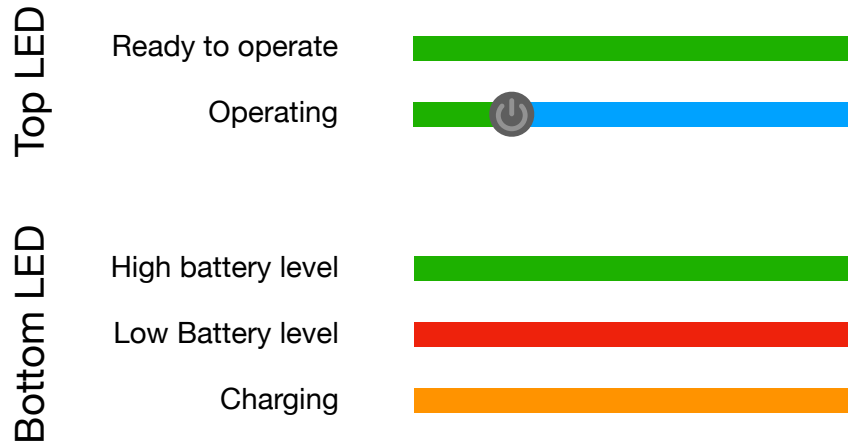 Top LED
Ready to operate
Operating
Bottom LED
High battery level
Low Battery level
Charging